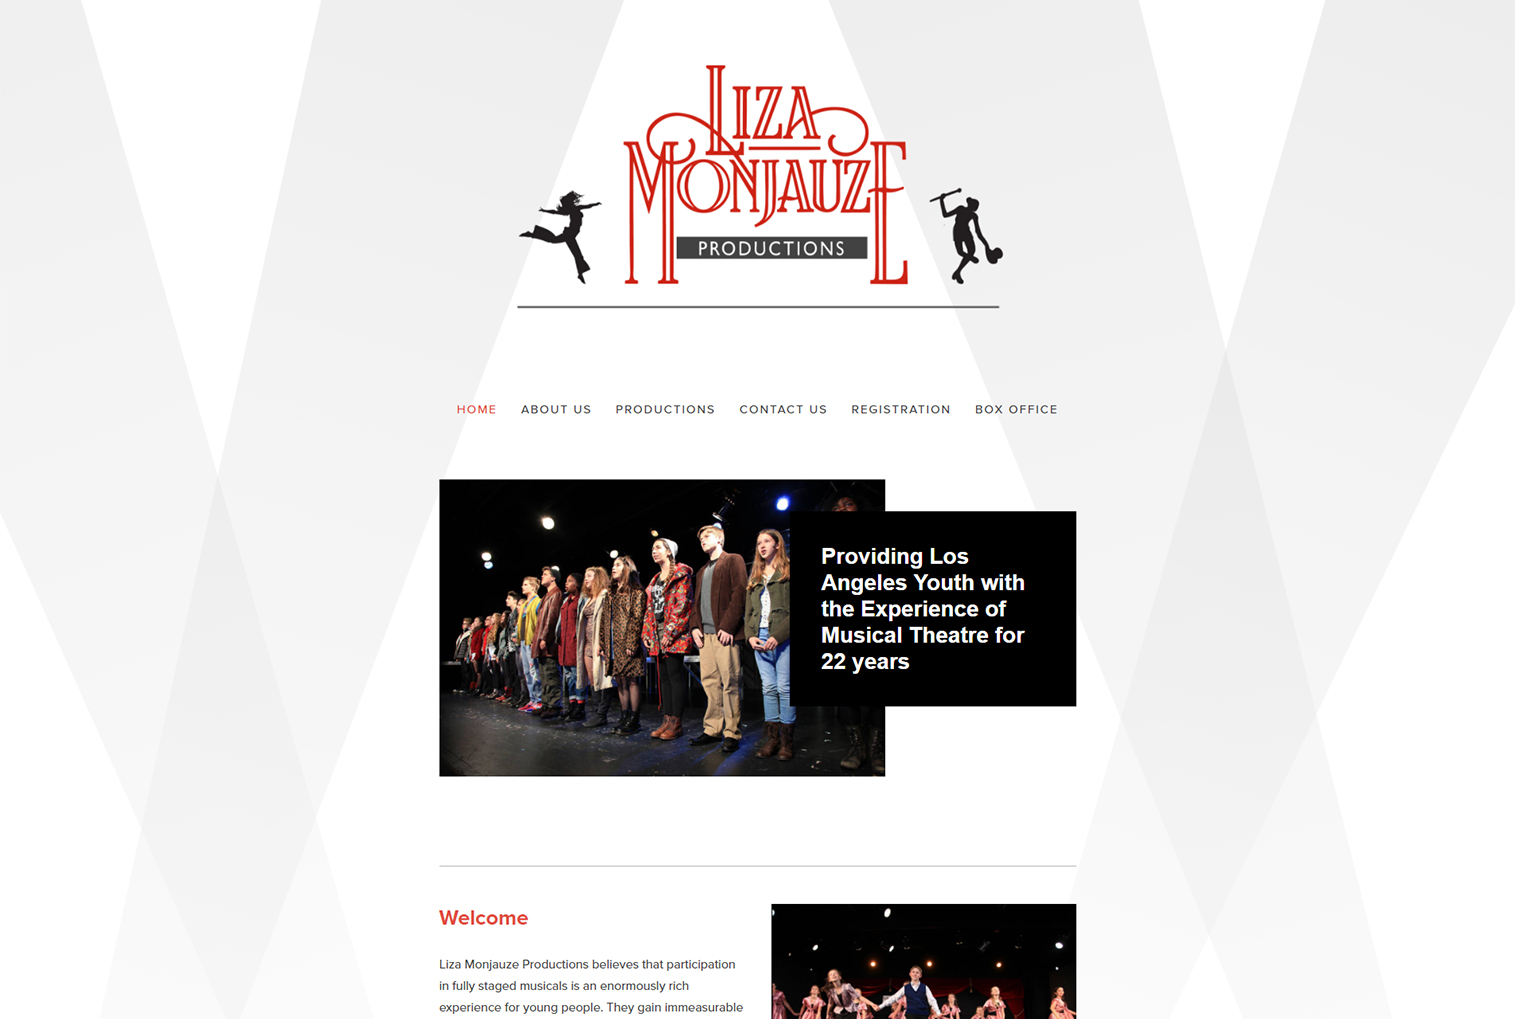 LIZA
MONJAUZE
PRODUCTIONS
HOME ABOUT US PRODUCTIONS CONTACT US REGISTRATION BOX OFFICE
Providing Los
Angeles Youth with
the Experience of
Musical Theatre for
22 years
Welcome
Liza Monjauze Productions believes that participation
in fully staged musicals is an enormously rich
experience for young people. They gain immeasurable